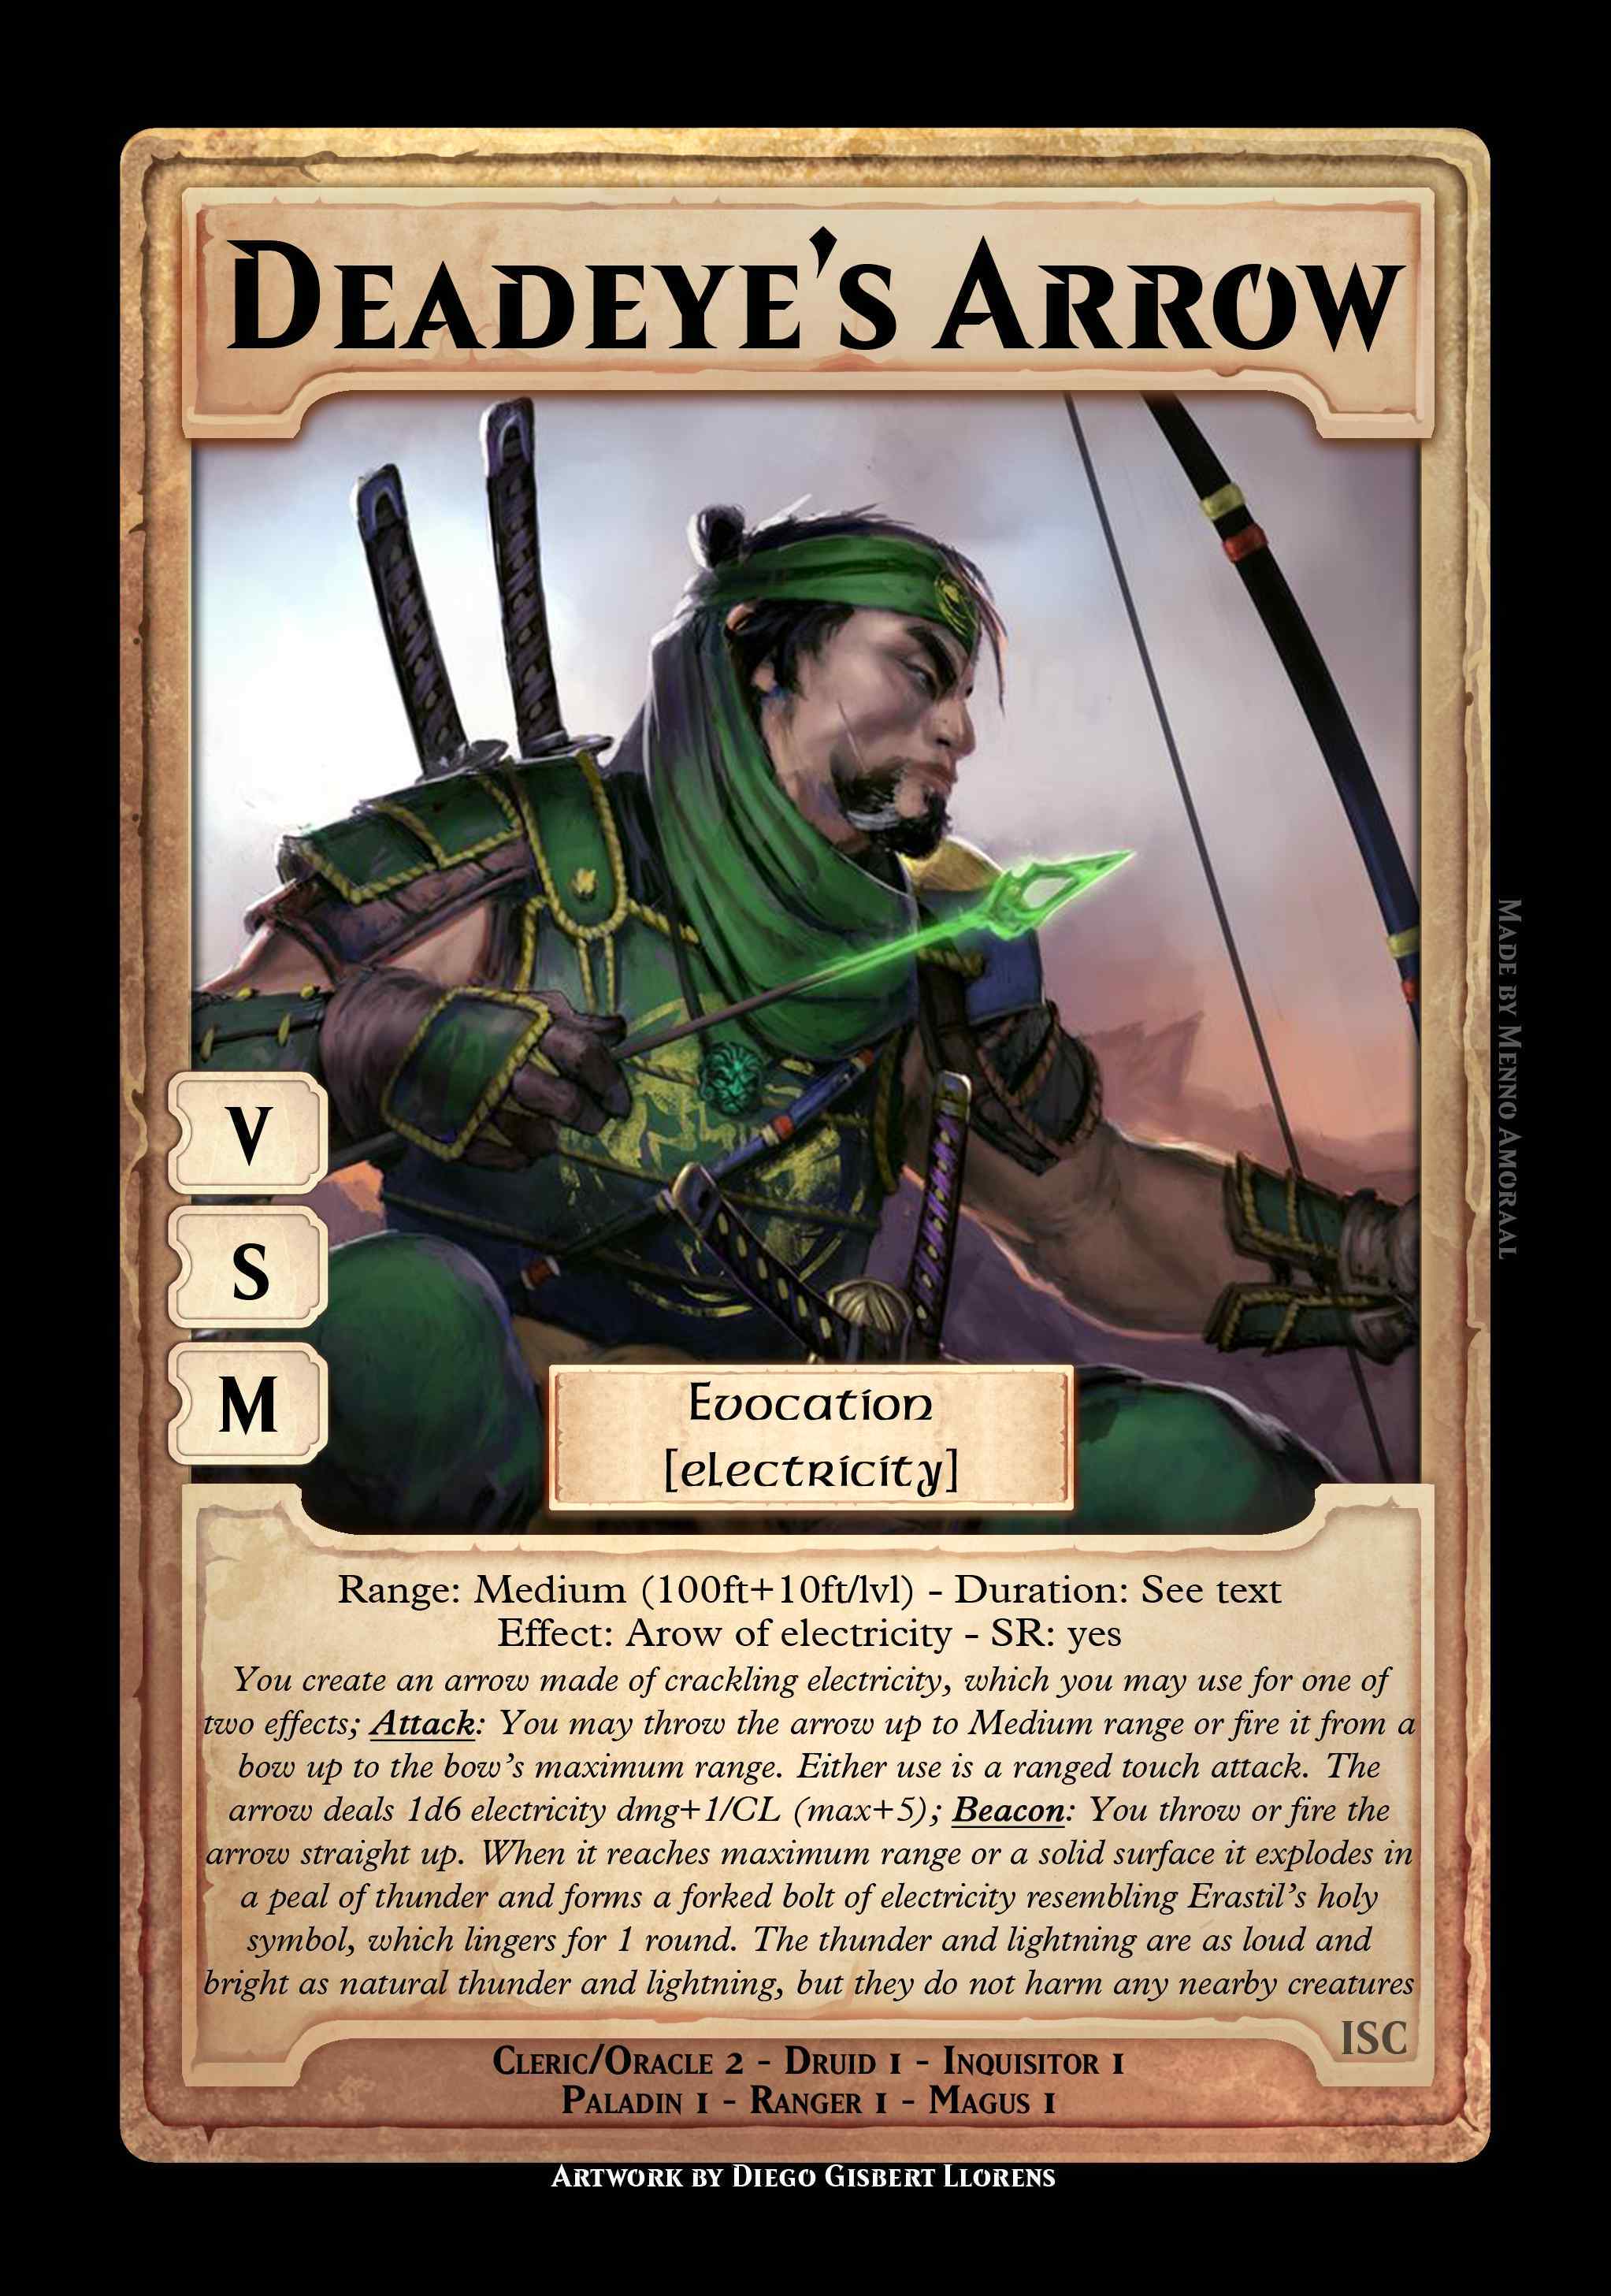 Deadeye's Arrow
V
S
M
Evocation
[electricity]
Range: Medium (100ft+10ft/lvl) - Duration: See text
Effect: Arow of electricity - SR: yes
You create an arrow made of crackling electricity, which you may use for one of
two effects; Attack: You may throw the arrow up to Medium range or fire it from a
bow up to the bow's maximum range. Either use is a ranged touch attack. The
arrow deals 1d6 electricity dmg+1/CL (max+5); Beacon: You throw or fire the
arrow straight up. When it reaches maximum range or a solid surface it explodes in
a peal of thunder and forms a forked bolt of electricity resembling Erastil's holy
symbol, which lingers for 1 round. The thunder and lightning are as loud and
bright as natural thunder and lightning, but they do not harm any nearby creatures
ISC
Cleric/Oracle 2 - Druid 1 - Inquisitor 1
Paladin 1 - Ranger 1 - Magus 1
Artwork by Diego Gisbert Llorens
Made by Menno Amoraal